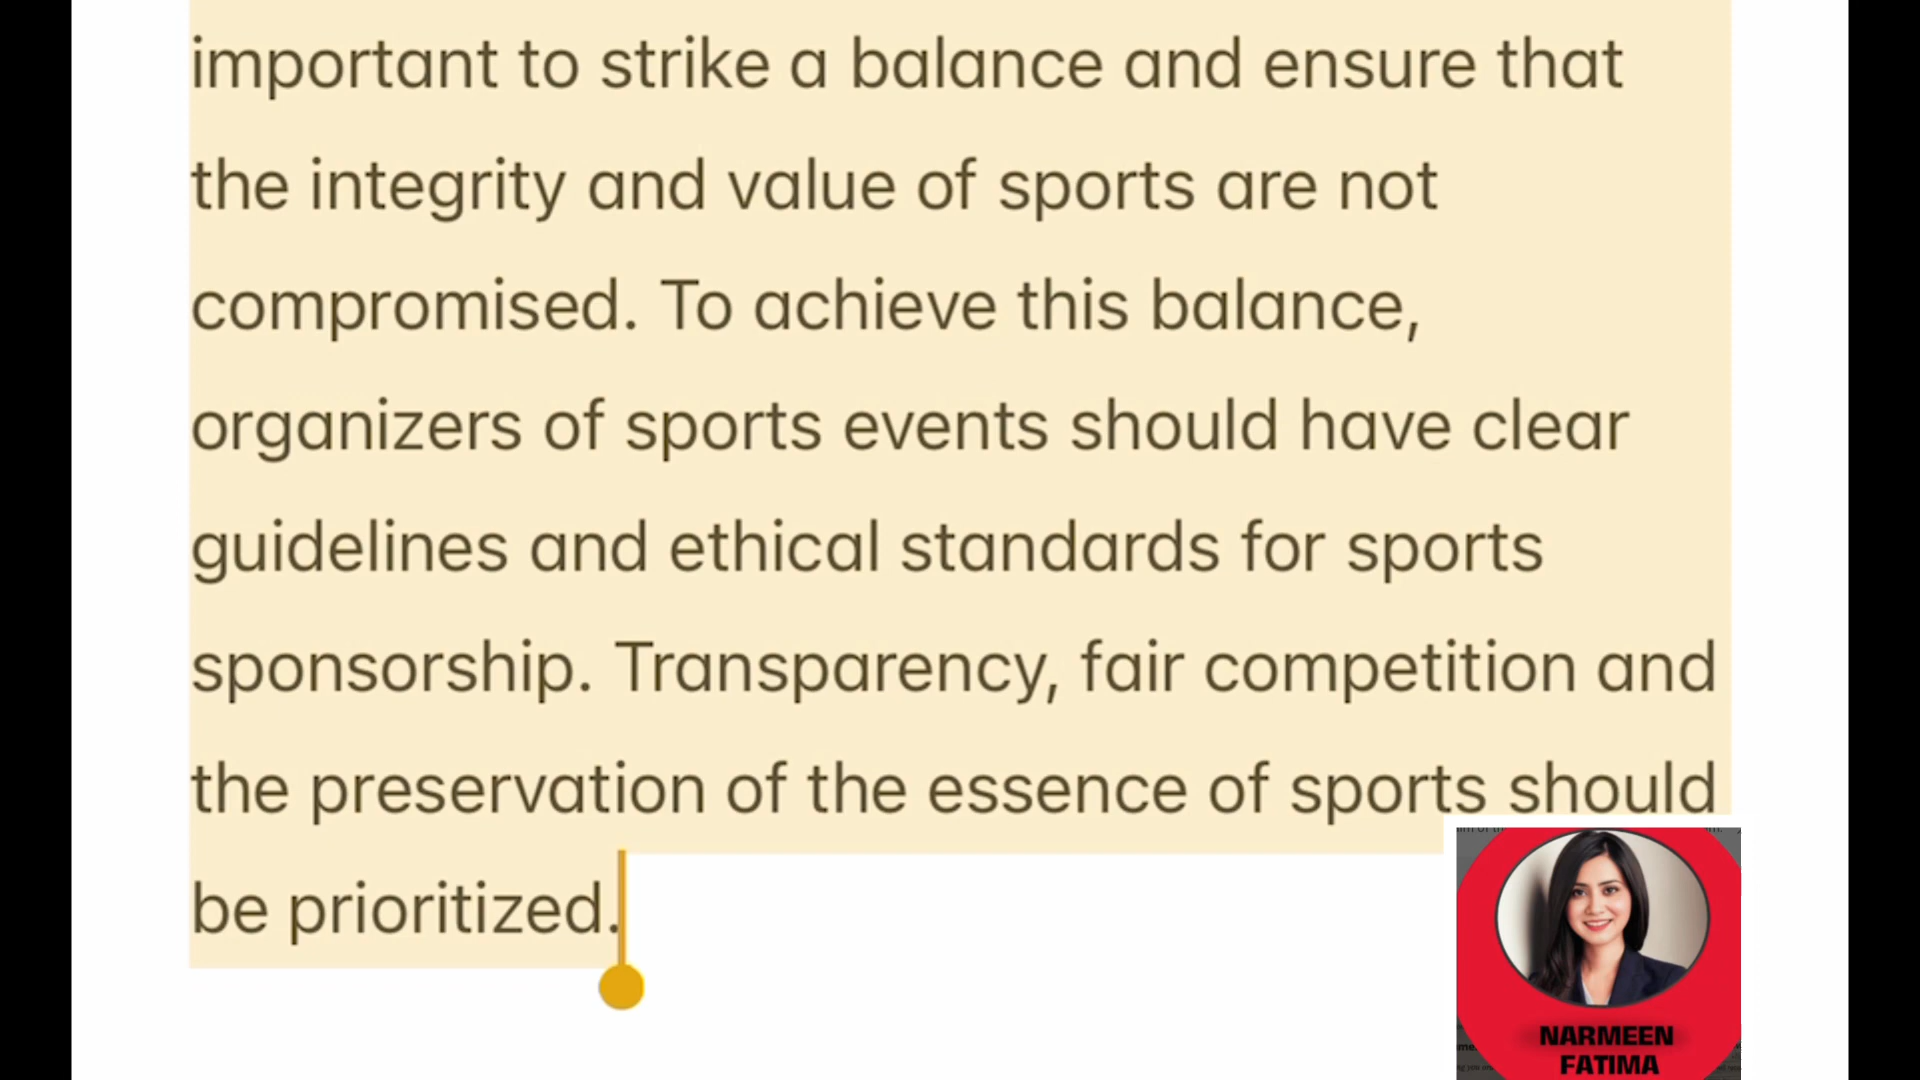 important to strike a balance and ensure that
the integrity and value of sports are not
compromised. To achieve this balance,
organizers of sports events should have clear
guidelines and ethical standards for sports
sponsorship. Transparency, fair competition and
the preservation of the essence of sports should
be prioritized.
NARMEEN
FATIMA